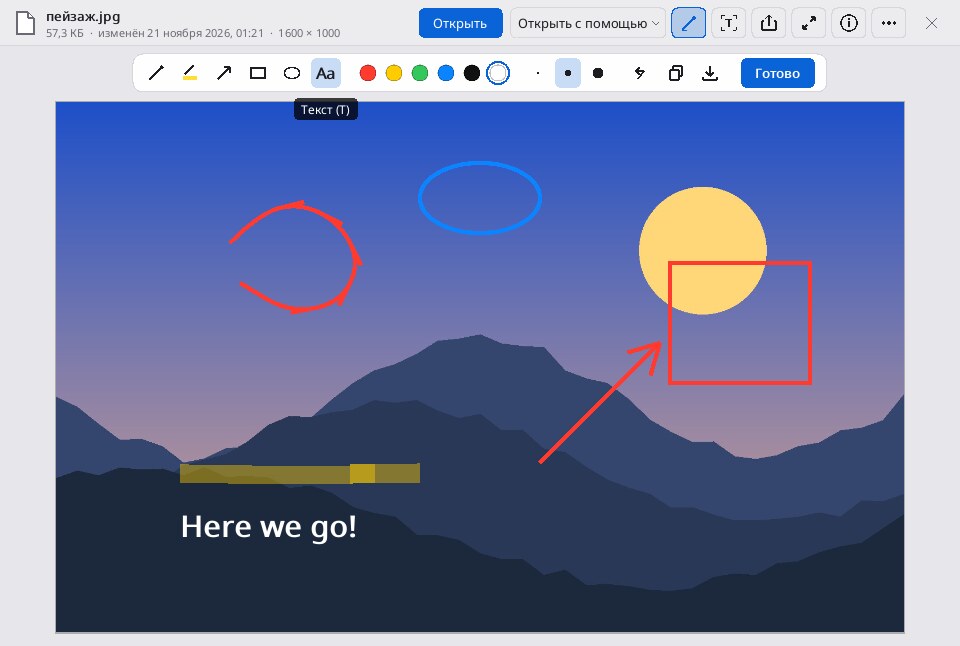 пейзаж.jpg
57,3 КБ · изменён 21 ноября 2026, 01:21 · 1600 × 1000
Открыть
Открыть с помощью
T
Aa
Готово
Текст (T)
Here we go!